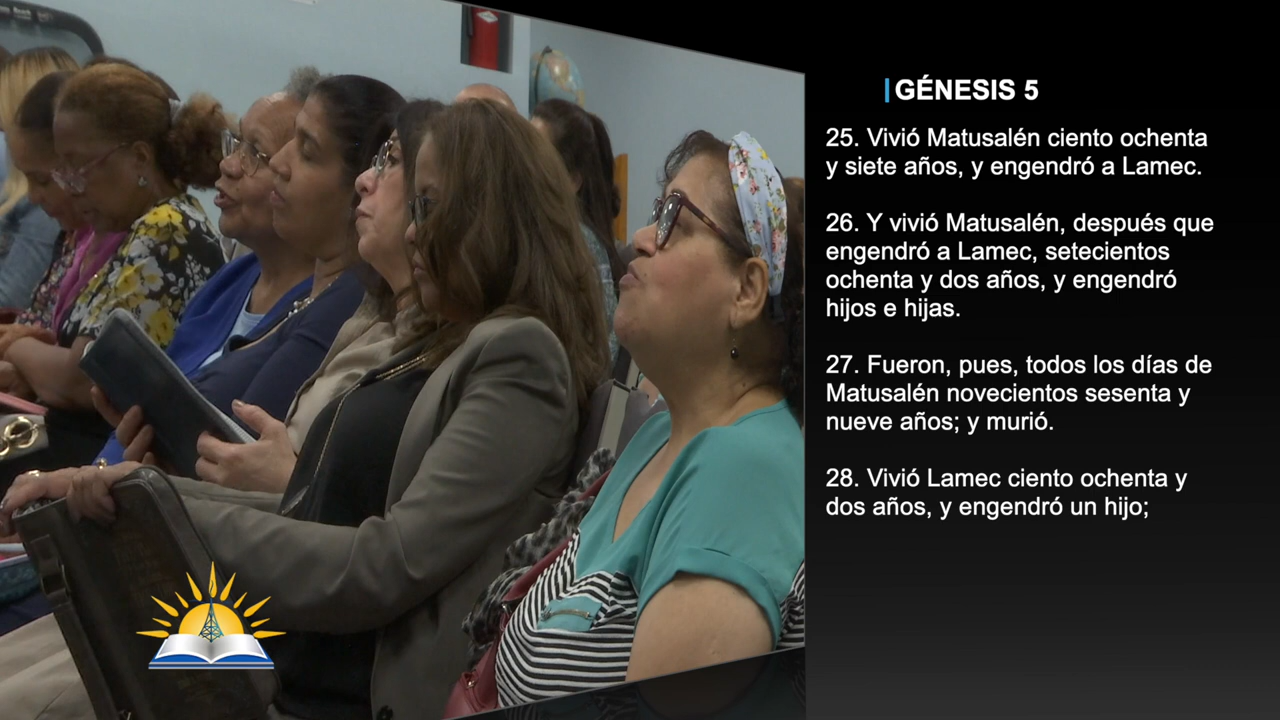 GÉNESIS 5
25. Vivió Matusalén ciento ochenta
y siete años, y engendró a Lamec.
26. Y vivió Matusalén, después que
engendró a Lamec, setecientos
ochenta y dos años, y engendró
hijos e hijas.
27. Fueron, pues, todos los días de
Matusalén novecientos sesenta y
nueve años; y murió.
28. Vivió Lamec ciento ochenta y
dos años, y engendró un hijo;